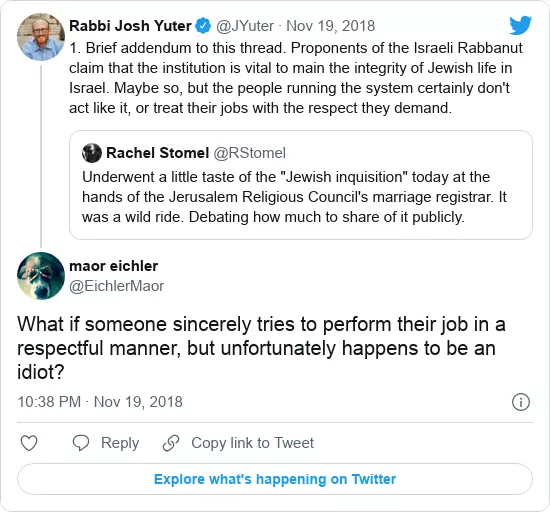 Rabbi Josh Yuter @JYuter · Nov 19, 2018
1. Brief addendum to this thread. Proponents of the Israeli Rabbanut
claim that the institution is vital to main the integrity of Jewish life in
Israel. Maybe so, but the people running the system certainly don't
act like it, or treat their jobs with the respect they demand.
Rachel Stomel @RStomel
Underwent a little taste of the "Jewish inquisition" today at the
hands of the Jerusalem Religious Council's marriage registrar. It
was a wild ride. Debating how much to share of it publicly.
maor eichler
@EichlerMaor
What if someone sincerely tries to perform their job in a
respectful manner, but unfortunately happens to be an
idiot?
10:38 PM · Nov 19, 2018
Reply Copy link to Tweet
Explore what's happening on Twitter